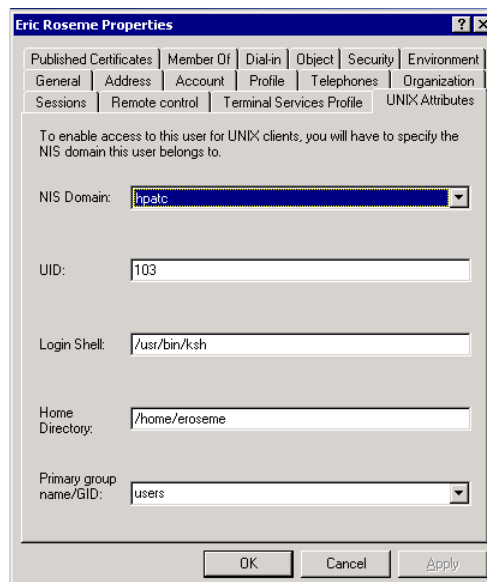 Eric Roseme Properties
Published Certificates Member Of Dial-in Object Security Environment
General Address Account Profile Telephones Organization
Sessions Remote control Terminal Services Profile UNIX Attributes
To enable access to this user for UNIX clients, you will have to specify the
NIS domain this user belongs to.
NIS Domain: hpatc
UID: 103
Login Shell: /usr/bin/ksh
Home
Directory: /home/eroseme
Primary group
name/GID: users
OK Cancel Apply